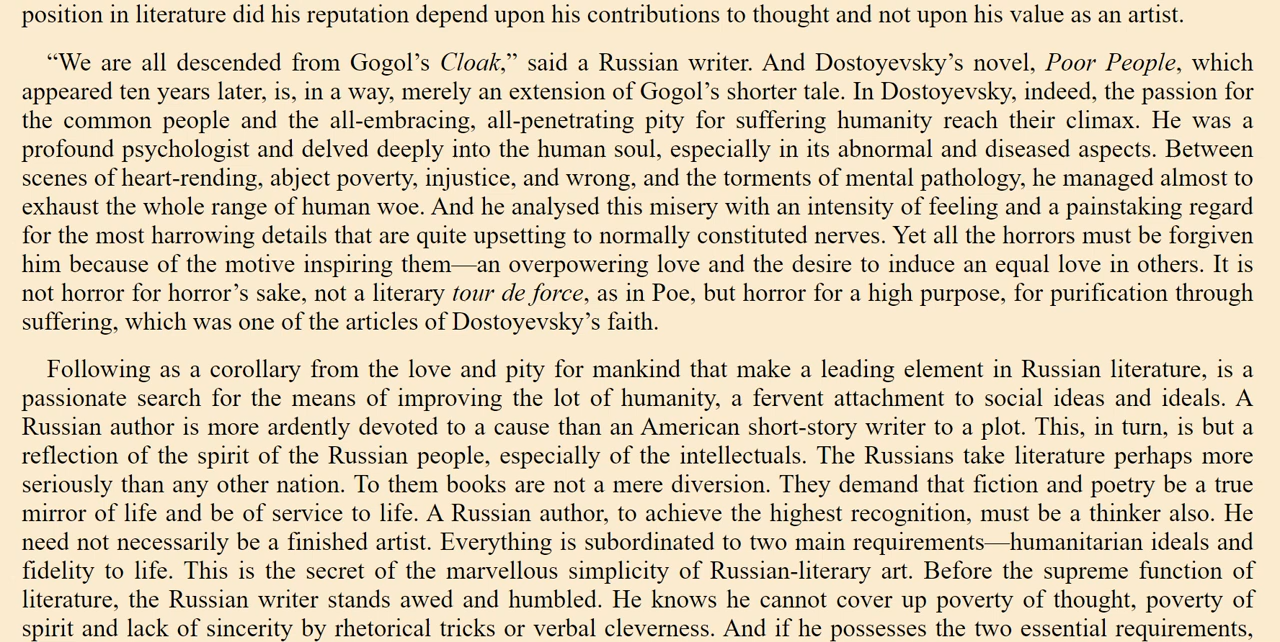 position in literature did his reputation depend upon his contributions to thought and not upon his value as an artist.
“We are all descended from Gogol’s Cloak,” said a Russian writer. And Dostoyevsky’s novel, Poor People, which
appeared ten years later, is, in a way, merely an extension of Gogol’s shorter tale. In Dostoyevsky, indeed, the passion for
the common people and the all-embracing, all-penetrating pity for suffering humanity reach their climax. He was a
profound psychologist and delved deeply into the human soul, especially in its abnormal and diseased aspects. Between
scenes of heart-rending, abject poverty, injustice, and wrong, and the torments of mental pathology, he managed almost to
exhaust the whole range of human woe. And he analysed this misery with an intensity of feeling and a painstaking regard
for the most harrowing details that are quite upsetting to normally constituted nerves. Yet all the horrors must be forgiven
him because of the motive inspiring them—an overpowering love and the desire to induce an equal love in others. It is
not horror for horror’s sake, not a literary tour de force, as in Poe, but horror for a high purpose, for purification through
suffering, which was one of the articles of Dostoyevsky’s faith.
Following as a corollary from the love and pity for mankind that make a leading element in Russian literature, is a
passionate search for the means of improving the lot of humanity, a fervent attachment to social ideas and ideals. A
Russian author is more ardently devoted to a cause than an American short-story writer to a plot. This, in turn, is but a
reflection of the spirit of the Russian people, especially of the intellectuals. The Russians take literature perhaps more
seriously than any other nation. To them books are not a mere diversion. They demand that fiction and poetry be a true
mirror of life and be of service to life. A Russian author, to achieve the highest recognition, must be a thinker also. He
need not necessarily be a finished artist. Everything is subordinated to two main requirements—humanitarian ideals and
fidelity to life. This is the secret of the marvellous simplicity of Russian-literary art. Before the supreme function of
literature, the Russian writer stands awed and humbled. He knows he cannot cover up poverty of thought, poverty of
spirit and lack of sincerity by rhetorical tricks or verbal cleverness. And if he possesses the two essential requirements,